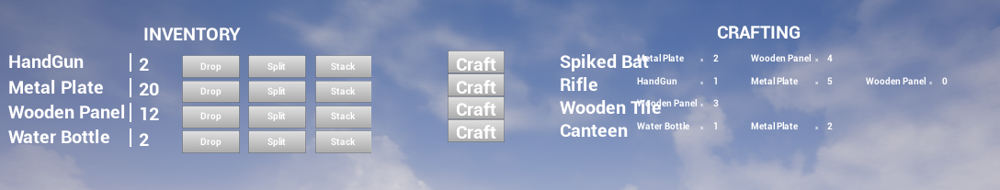 INVENTORY
CRAFTING
HandGun 2 Drop Split Stack
Metal Plate 20 Drop Split Stack
Wooden Panel 12 Drop Split Stack
Water Bottle 2 Drop Split Stack
Craft Spiked Bat Metal Plate x 2 Wooden Panel x 4
Craft Rifle HandGun x 1 Metal Plate x 5 Wooden Panel x 0
Craft Wooden Tile Wooden Panel x 3
Craft Canteen Water Bottle x 1 Metal Plate x 2